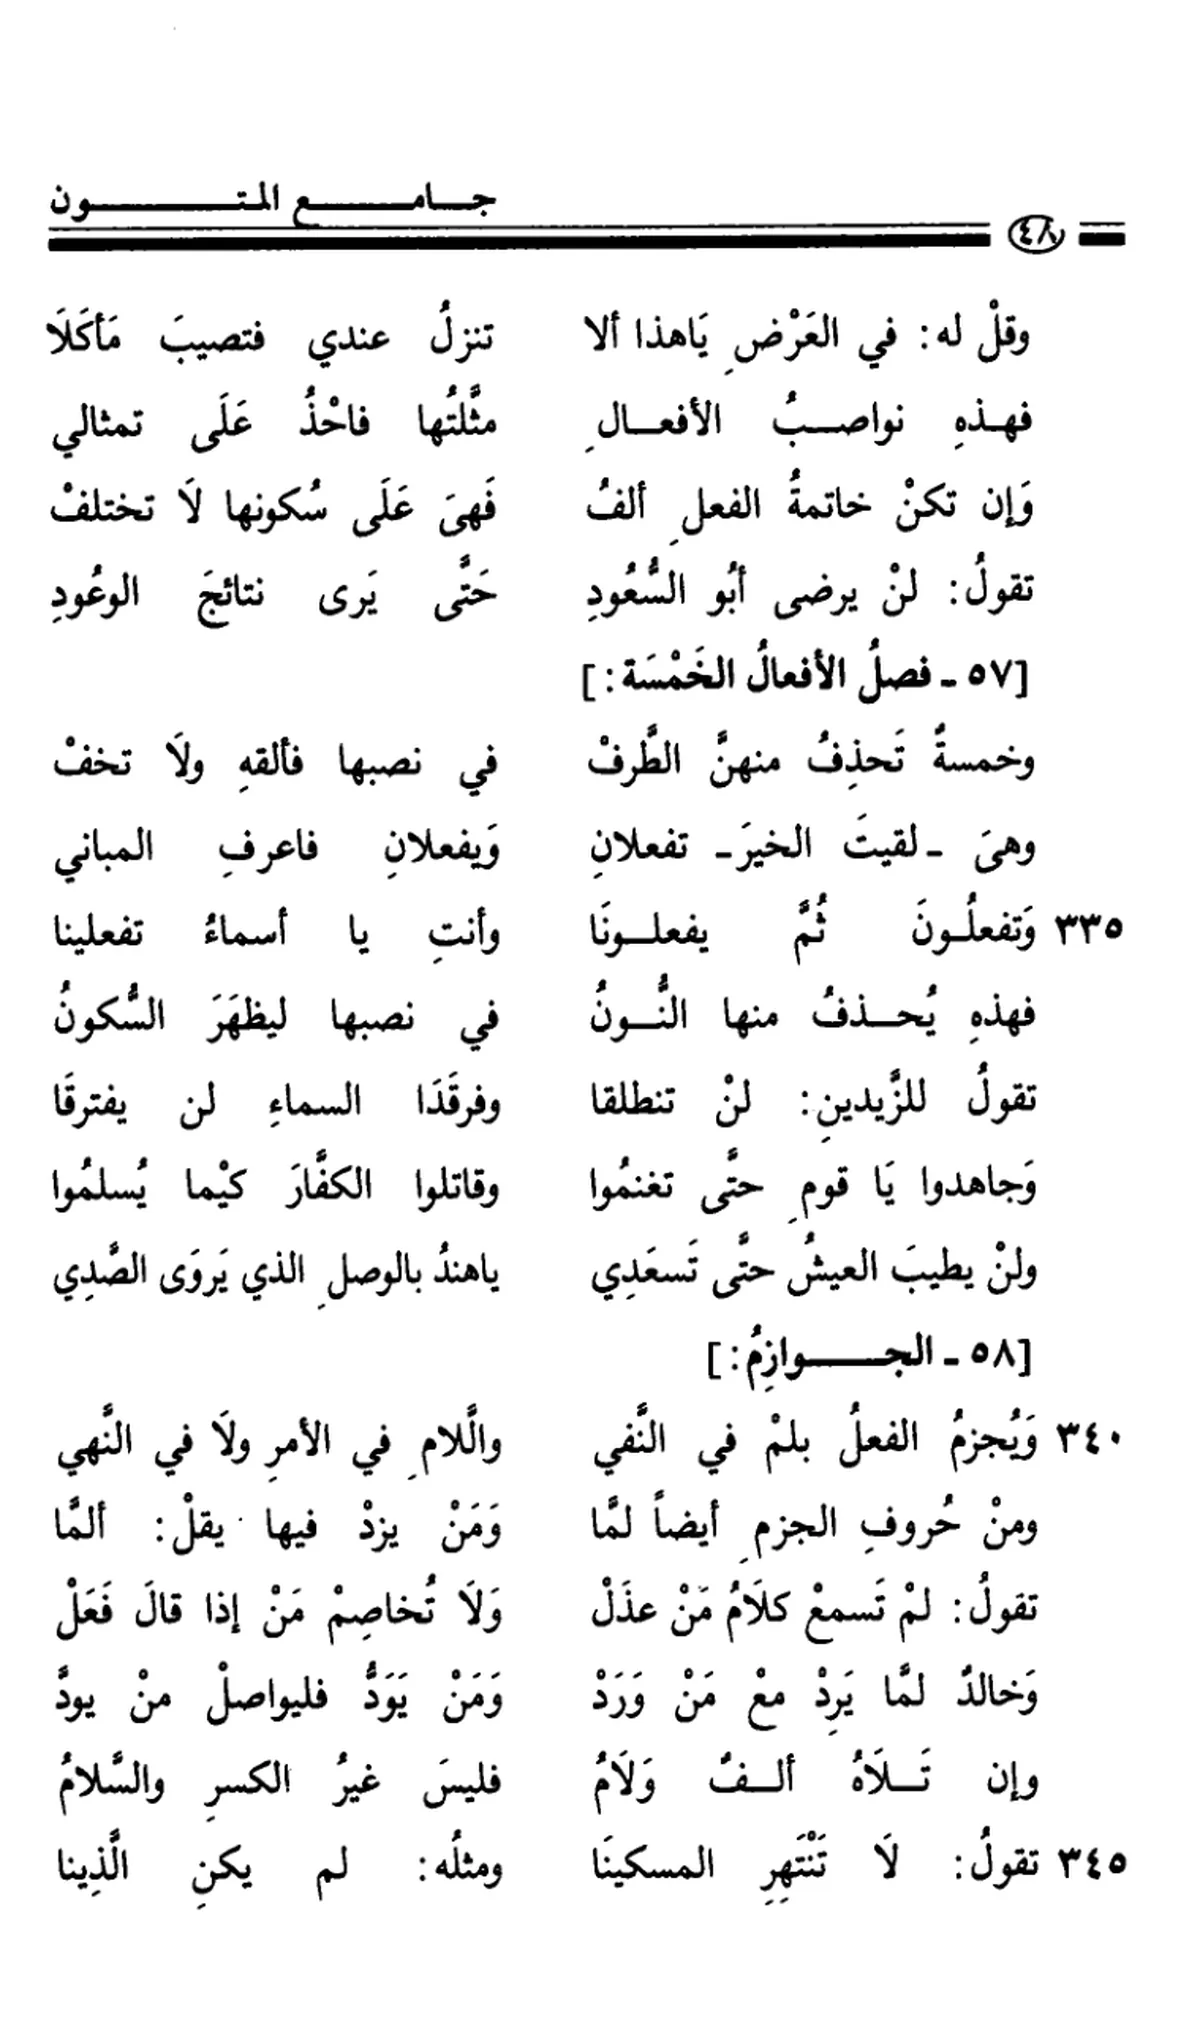 جامع المتون
٤٨
وقلْ له: في العَرْضِ يَاهذا ألا تنزلُ عندي فتصيبَ مَأكَلَا
فهذهِ نواصبُ الأفعالِ مثَّلتُها فاحْذُ عَلَى تمثالي
وَإن تكنْ خاتمةُ الفعلِ ألفُ فَهيَ عَلَى سُكونها لَا تختلفْ
تقولُ: لنْ يرضى أبُو السُّعُودِ حَتَّى يَرى نتائجَ الوعُودِ
[٥٧ - فصلُ الأفعالُ الخَمْسَة:]
وخمسةُ تَحذِفُ منهنَّ الطَّرفْ في نصبها فألقهِ ولَا تخفْ
وهيَ - لقيتَ الخيرَ - تفعلانِ وَيفعلانِ فاعرفِ المباني
٣٣٥ وَتفعلُونَ ثُمَّ يفعلونَا وأنتِ يا أسماءُ تفعلينا
فهذهِ يُحذفُ منها النُّونُ في نصبها ليظهَرَ السُّكونُ
تقولُ للزَّيدينِ: لنْ تنطلقا وفرقَدَا السماءِ لن يفترقَا
وَجاهدوا يَا قومِ حتَّى تغنمُوا وقاتلوا الكفَّارَ كيْما يُسلمُوا
ولنْ يطيبَ العيشُ حتَّى تَسعَدِي ياهندُ بالوصلِ الذي يَروَى الصَّدِي
[٥٨ - الجوازِمُ:]
٣٤٠ وَيُجزمُ الفعلُ بلمْ في النَّفي والَّلامِ في الأمرِ ولَا في النَّهي
ومنْ حُروفِ الجزمِ أيضاً لمَّا وَمَنْ يزدْ فيها يقلْ: ألمَّا
تقولُ: لمْ تَسمعْ كلَامُ مَنْ عذَلْ وَلَا تُخاصِمْ مَنْ إذا قالَ فَعَلْ
وَخالدٌ لمَّا يَرِدْ معْ مَنْ وَرَدْ وَمَنْ يَوَدُّ فليواصلْ منْ يودَّ
وإن تَلَاهُ ألفٌ وَلَامُ فليسَ غيرُ الكسرِ والسَّلامُ
٣٤٥ تقولُ: لَا تَنْتَهِرِ المسكينَا ومثلُه: لم يكنِ الَّذِينا